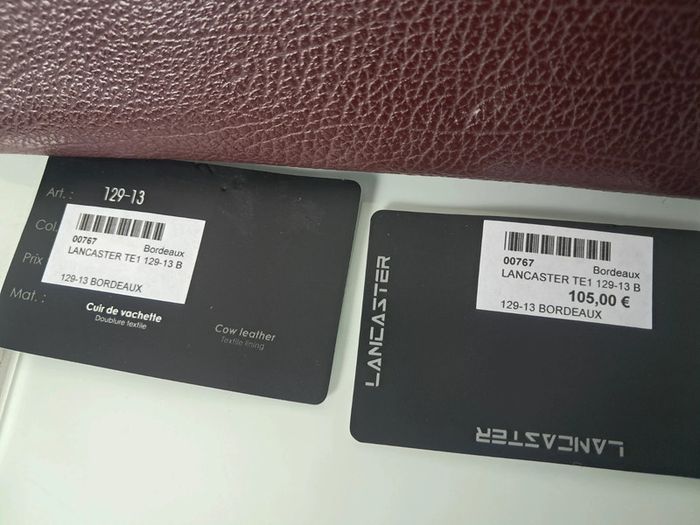 Art.: 129-13
Col
Prix
Mat.:
00767 Bordeaux
LANCASTER TE1 129-13 B
129-13 BORDEAUX
Cuir de vachette
Doublure textile
Cow leather
Textile lining
LANCASTER
00767 Bordeaux
LANCASTER TE1 129-13 B
105,00 €
129-13 BORDEAUX
LANCASTER